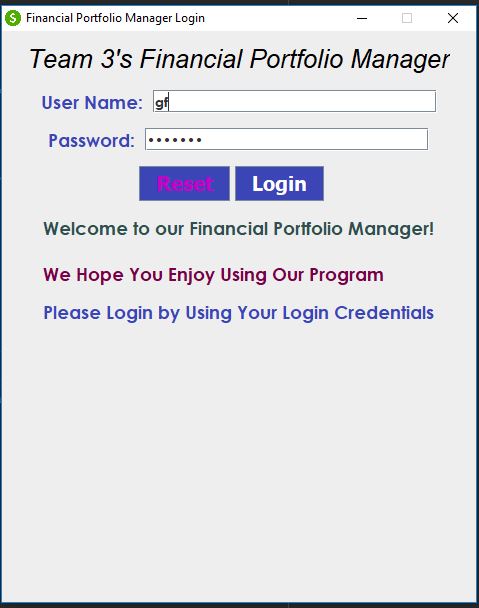 Financial Portfolio Manager Login
Team 3's Financial Portfolio Manager
User Name: gf
Password: •••••••
Reset Login
Welcome to our Financial Portfolio Manager!
We Hope You Enjoy Using Our Program
Please Login by Using Your Login Credentials